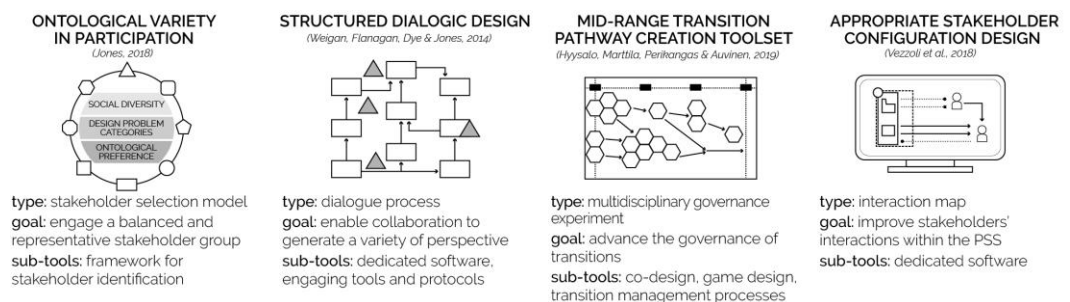 ONTOLOGICAL VARIETY
IN PARTICIPATION
(Jones, 2018)
SOCIAL DIVERSITY
DESIGN PROBLEM
CATEGORIES
ONTOLOGICAL
PREFERENCE
type: stakeholder selection model
goal: engage a balanced and
representative stakeholder group
sub-tools: framework for
stakeholder identification
STRUCTURED DIALOGIC DESIGN
(Weigan, Flanagan, Dye & Jones, 2014)
type: dialogue process
goal: enable collaboration to
generate a variety of perspective
sub-tools: dedicated software,
engaging tools and protocols
MID-RANGE TRANSITION
PATHWAY CREATION TOOLSET
(Hyysalo, Marttila, Perikangas & Auvinen, 2019)
type: multidisciplinary governance
experiment
goal: advance the governance of
transitions
sub-tools: co-design, game design,
transition management processes
APPROPRIATE STAKEHOLDER
CONFIGURATION DESIGN
(Vezzoli et al., 2018)
type: interaction map
goal: improve stakeholders'
interactions within the PSS
sub-tools: dedicated software